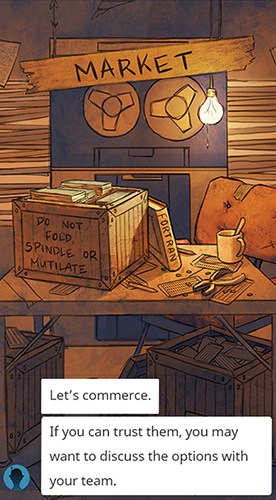 MARKET
DO NOT
FOLD,
SPINDLE OR
MUTILATE
FORTRAN
Let's commerce.
If you can trust them, you may
want to discuss the options with
your team.